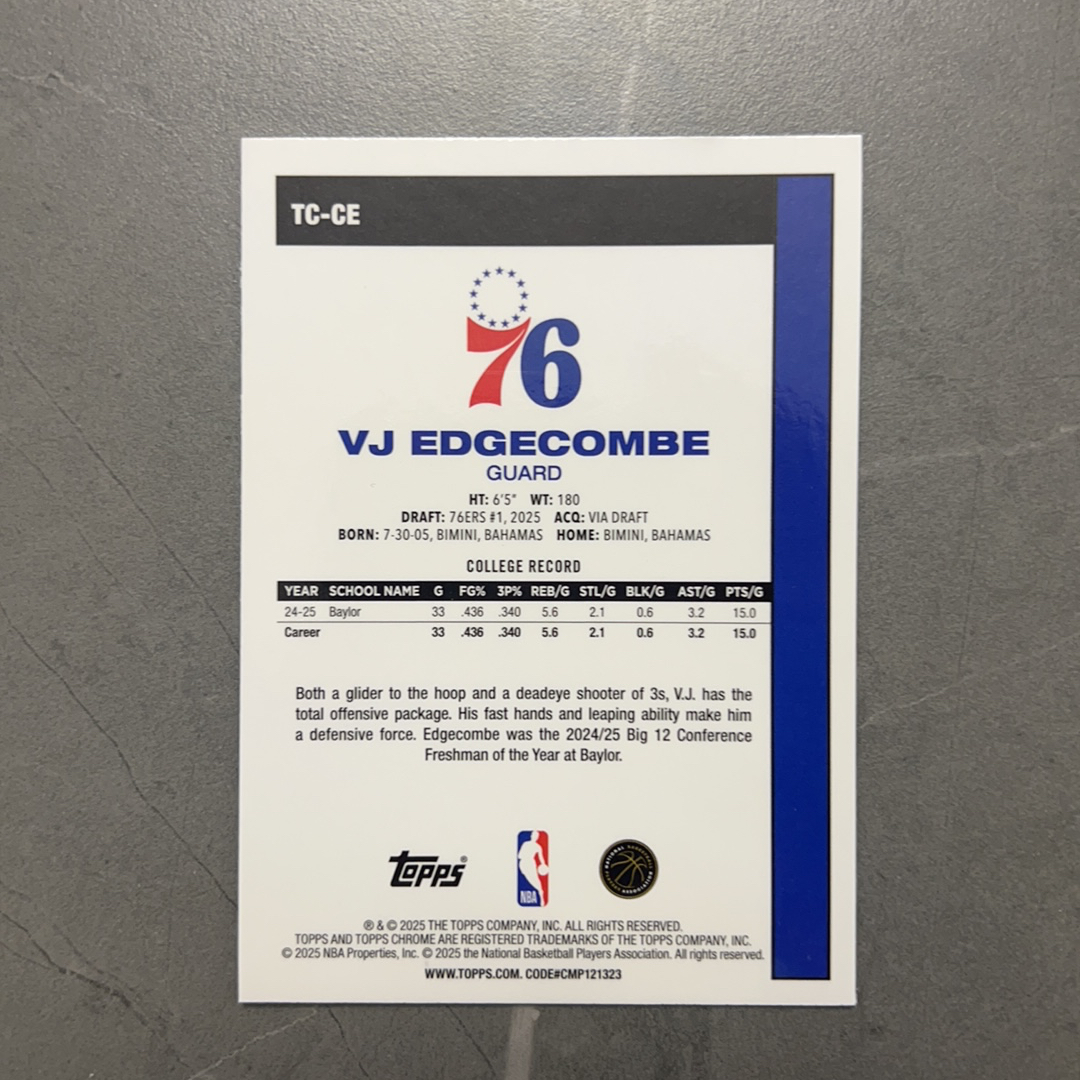 TC-CE
76
VJ EDGECOMBE
GUARD
HT: 6'5" WT: 180
DRAFT: 76ERS #1, 2025 ACQ: VIA DRAFT
BORN: 7-30-05, BIMINI, BAHAMAS HOME: BIMINI, BAHAMAS
COLLEGE RECORD
YEAR SCHOOL NAME G FG% 3P% REB/G STL/G BLK/G AST/G PTS/G
24-25 Baylor 33 .436 .340 5.6 2.1 0.6 3.2 15.0
Career 33 .436 .340 5.6 2.1 0.6 3.2 15.0
Both a glider to the hoop and a deadeye shooter of 3s, V.J. has the
total offensive package. His fast hands and leaping ability make him
a defensive force. Edgecombe was the 2024/25 Big 12 Conference
Freshman of the Year at Baylor.
Topps®
NBA
NATIONAL BASKETBALL PLAYERS ASSOCIATION
® & © 2025 THE TOPPS COMPANY, INC. ALL RIGHTS RESERVED.
TOPPS AND TOPPS CHROME ARE REGISTERED TRADEMARKS OF THE TOPPS COMPANY, INC.
© 2025 NBA Properties, Inc. © 2025 the National Basketball Players Association. All rights reserved.
WWW.TOPPS.COM. CODE#CMP121323